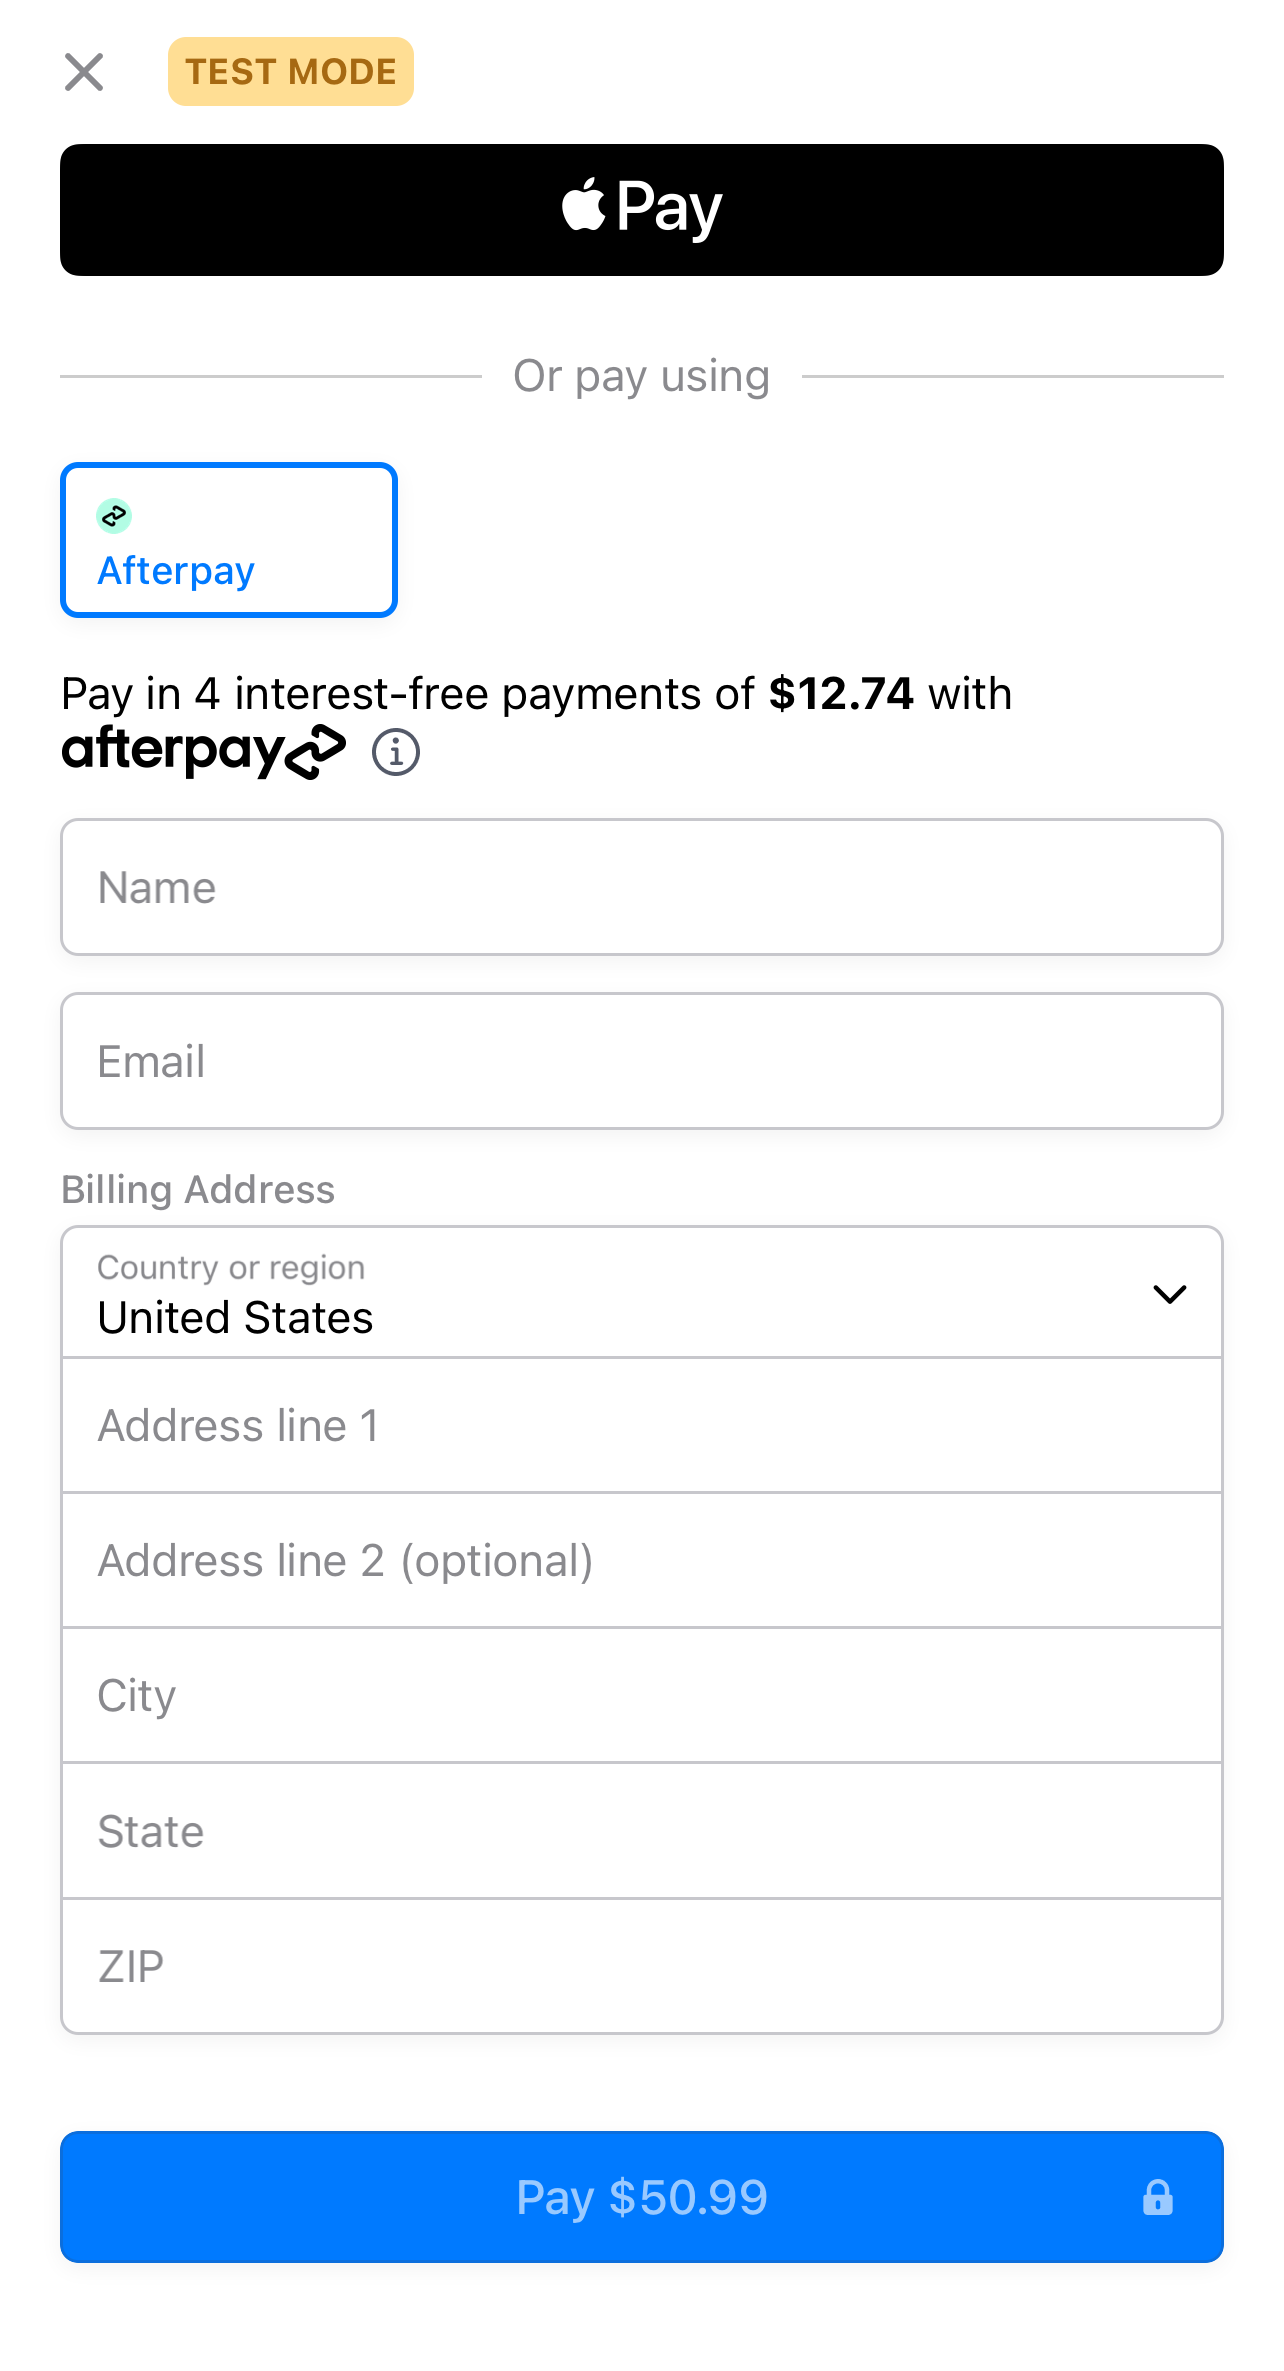 TEST MODE
Pay
Or pay using
Afterpay
Pay in 4 interest-free payments of $12.74 with
afterpay
Name
Email
Billing Address
Country or region
United States
Address line 1
Address line 2 (optional)
City
State
ZIP
Pay $50.99